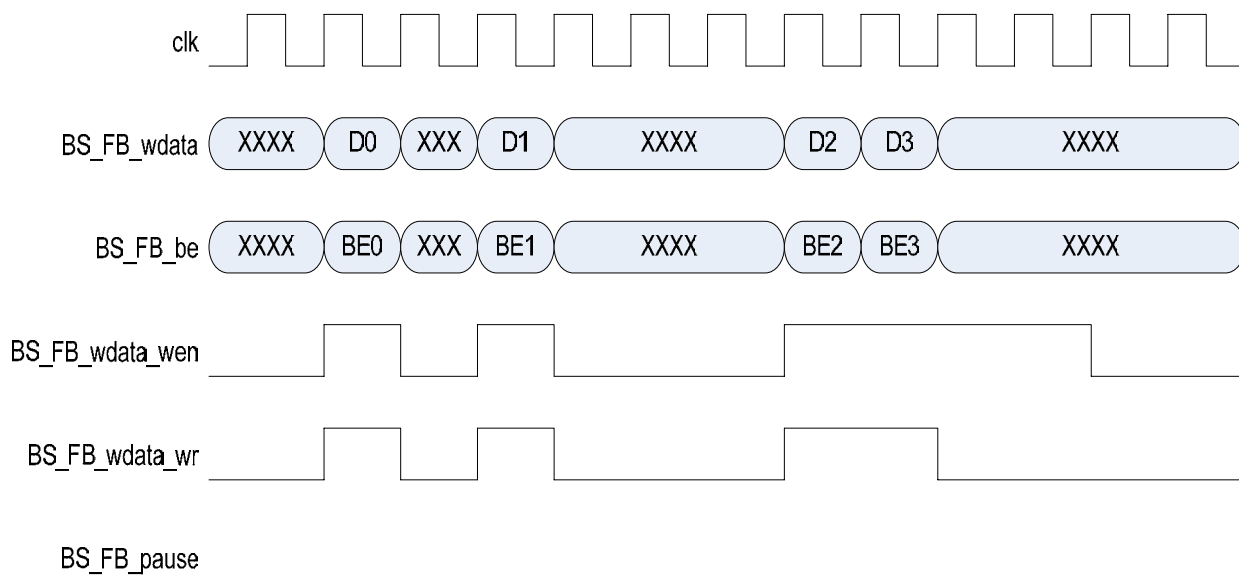 clk
BS_FB_wdata XXXX D0 XXX D1 XXXX D2 D3 XXXX
BS_FB_be XXXX BE0 XXX BE1 XXXX BE2 BE3 XXXX
BS_FB_wdata_wen
BS_FB_wdata_wr
BS_FB_pause